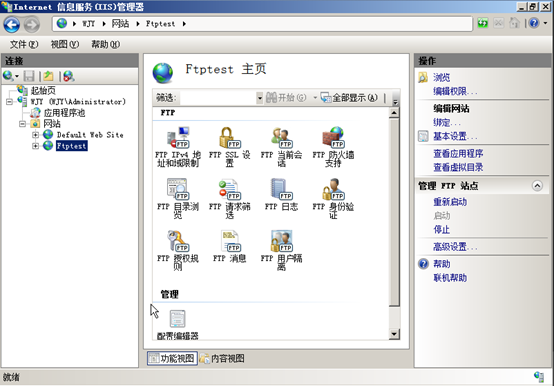 Internet 信息服务(IIS)管理器
WJY ▸ 网站 ▸ Ftptest ▸
文件(F) 视图(V) 帮助(H)
连接
起始页
WJY (WJY\Administrator)
应用程序池
网站
Default Web Site
Ftptest
Ftptest 主页
筛选: 开始(G) 全部显示(A)
FTP
FTP IPv4 地址和域限制
FTP SSL 设置
FTP 当前会话
FTP 防火墙支持
FTP 目录浏览
FTP 请求筛选
FTP 日志
FTP 身份验证
FTP 授权规则
FTP 消息
FTP 用户隔离
管理
配置编辑器
功能视图 内容视图
操作
浏览
编辑权限...
编辑网站
绑定...
基本设置...
查看应用程序
查看虚拟目录
管理 FTP 站点
重新启动
启动
停止
高级设置...
帮助
联机帮助
就绪